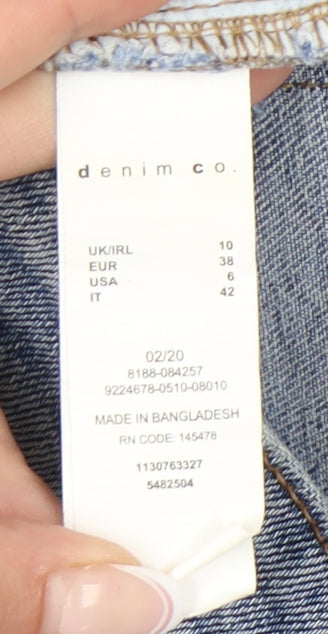 denim co.
UK/IRL 10
EUR 38
USA 6
IT 42
02/20
8188-084257
9224678-0510-08010
MADE IN BANGLADESH
RN CODE: 145478
1130763327
5482504